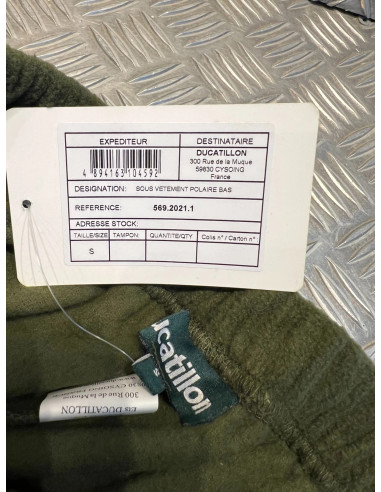 EXPEDITEUR
DESTINATAIRE
4 894163 104592
DUCATILLON
300 Rue de la Muque
59830 CYSOING
France
DESIGNATION: SOUS VETEMENT POLAIRE BAS
REFERENCE: 569.2021.1
ADRESSE STOCK:
TAILLE/SIZE TAMPON QUANTITE/QTY Colis n° / Carton n°
S
ucatillon
Ets DUCATILLON
300 Rue de la Muque